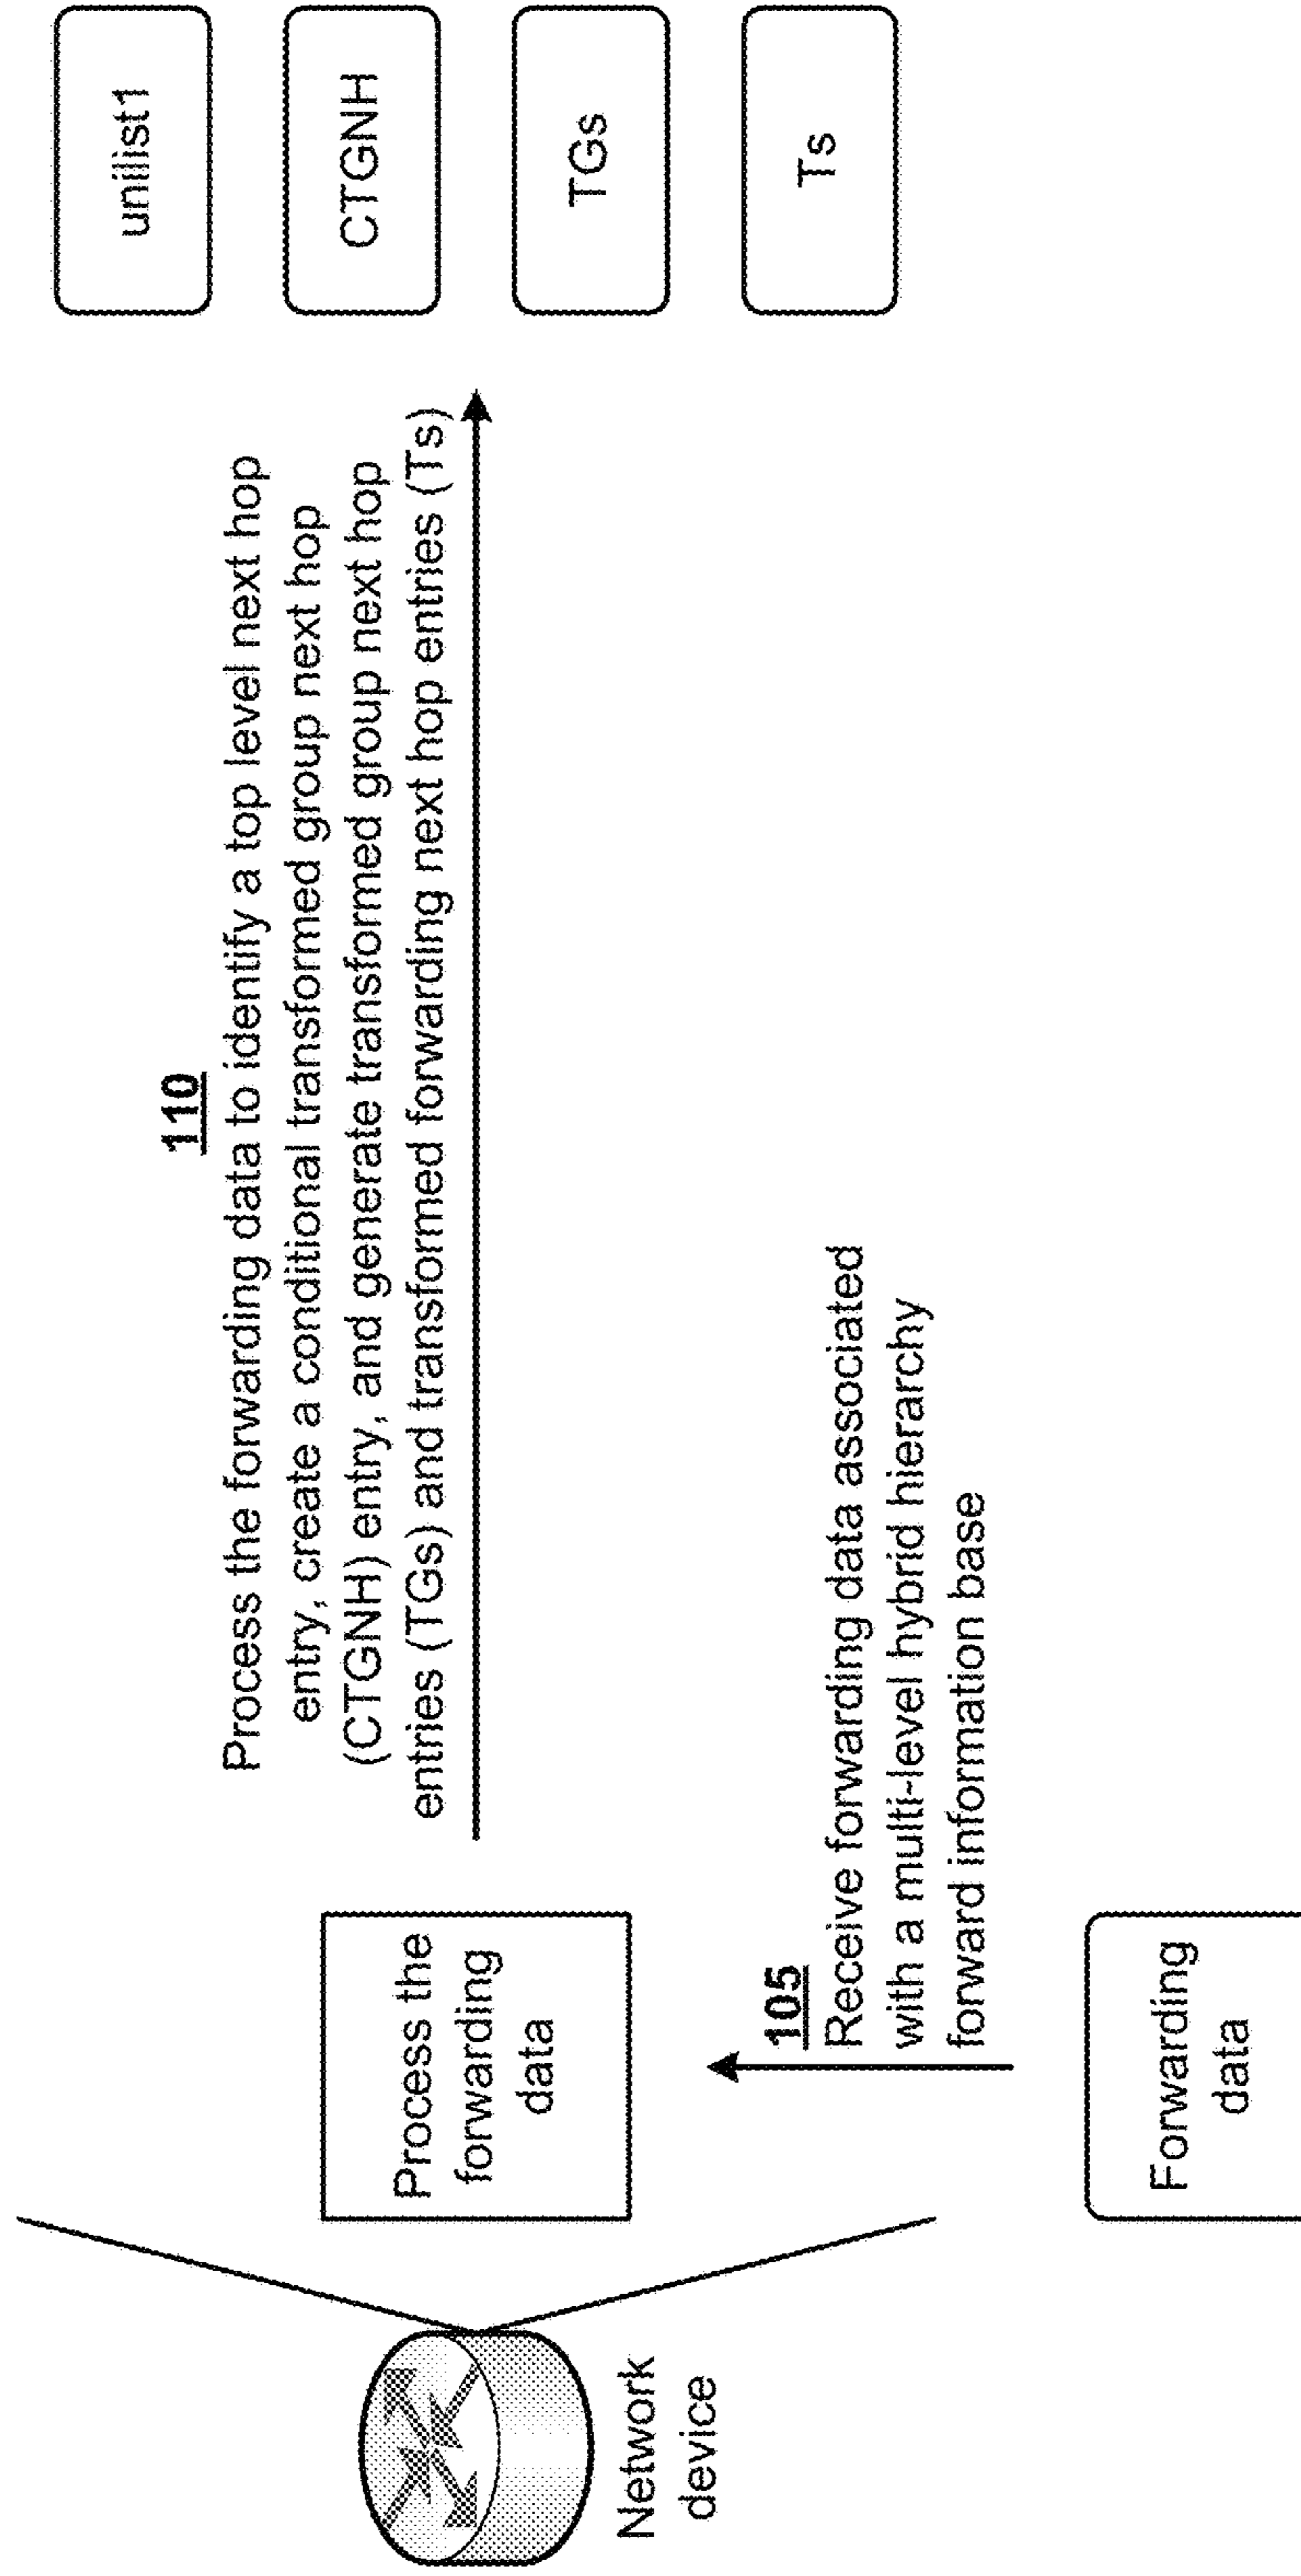 Network
device
Process the
forwarding
data
110
Process the forwarding data to identify a top level next hop
entry, create a conditional transformed group next hop
(CTGNH) entry, and generate transformed group next hop
entries (TGs) and transformed forwarding next hop entries (Ts)
unilist1
CTGNH
TGs
Ts
105
Receive forwarding data associated
with a multi-level hybrid hierarchy
forward information base
Forwarding
data